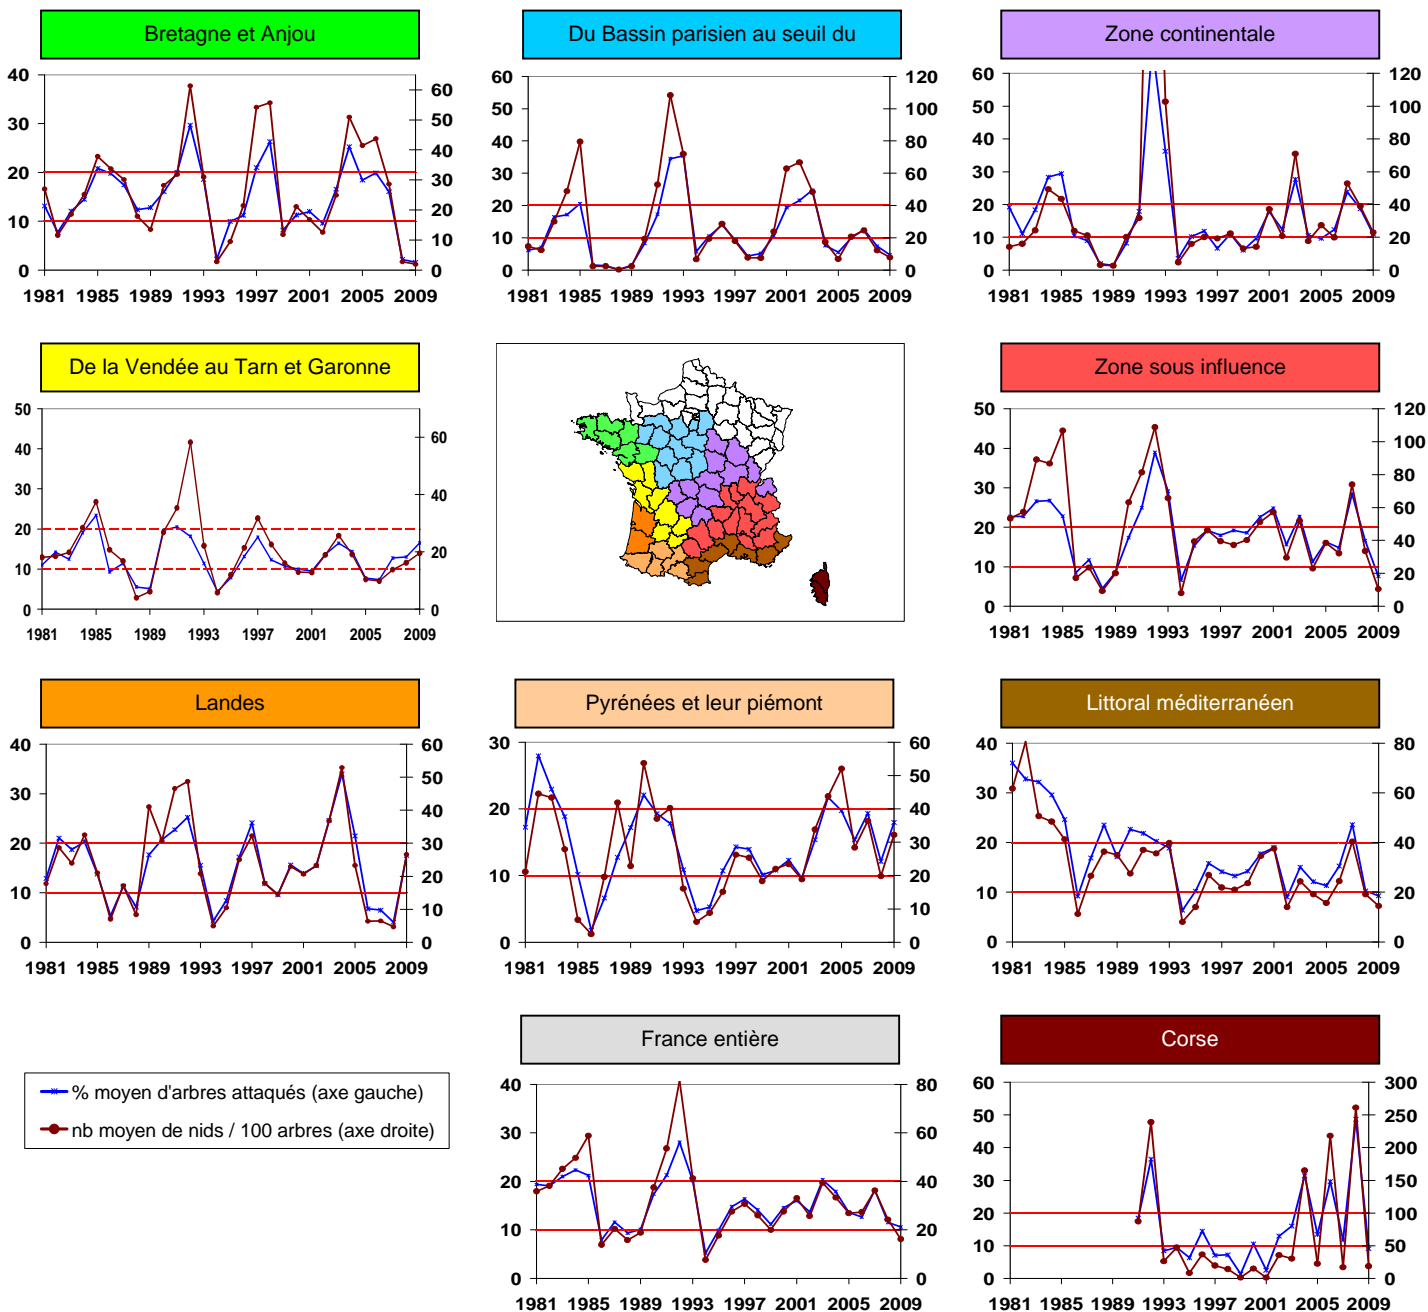 Bretagne et Anjou
Du Bassin parisien au seuil du
Zone continentale
40 30 20 10 0
60 50 40 30 20 10 0
1981 1985 1989 1993 1997 2001 2005 2009
60 50 40 30 20 10 0
120 100 80 60 40 20 0
1981 1985 1989 1993 1997 2001 2005 2009
60 50 40 30 20 10 0
120 100 80 60 40 20 0
1981 1985 1989 1993 1997 2001 2005 2009
De la Vendée au Tarn et Garonne
Zone sous influence
50 40 30 20 10 0
60 40 20 0
1981 1985 1989 1993 1997 2001 2005 2009
50 40 30 20 10 0
120 100 80 60 40 20 0
1981 1985 1989 1993 1997 2001 2005 2009
Landes
Pyrénées et leur piémont
Littoral méditerranéen
40 30 20 10 0
60 50 40 30 20 10 0
1981 1985 1989 1993 1997 2001 2005 2009
30 20 10 0
60 50 40 30 20 10 0
1981 1985 1989 1993 1997 2001 2005 2009
40 30 20 10 0
80 60 40 20 0
1981 1985 1989 1993 1997 2001 2005 2009
France entière
Corse
% moyen d'arbres attaqués (axe gauche)
nb moyen de nids / 100 arbres (axe droite)
40 30 20 10 0
80 60 40 20 0
1981 1985 1989 1993 1997 2001 2005 2009
60 50 40 30 20 10 0
300 250 200 150 100 50 0
1981 1985 1989 1993 1997 2001 2005 2009